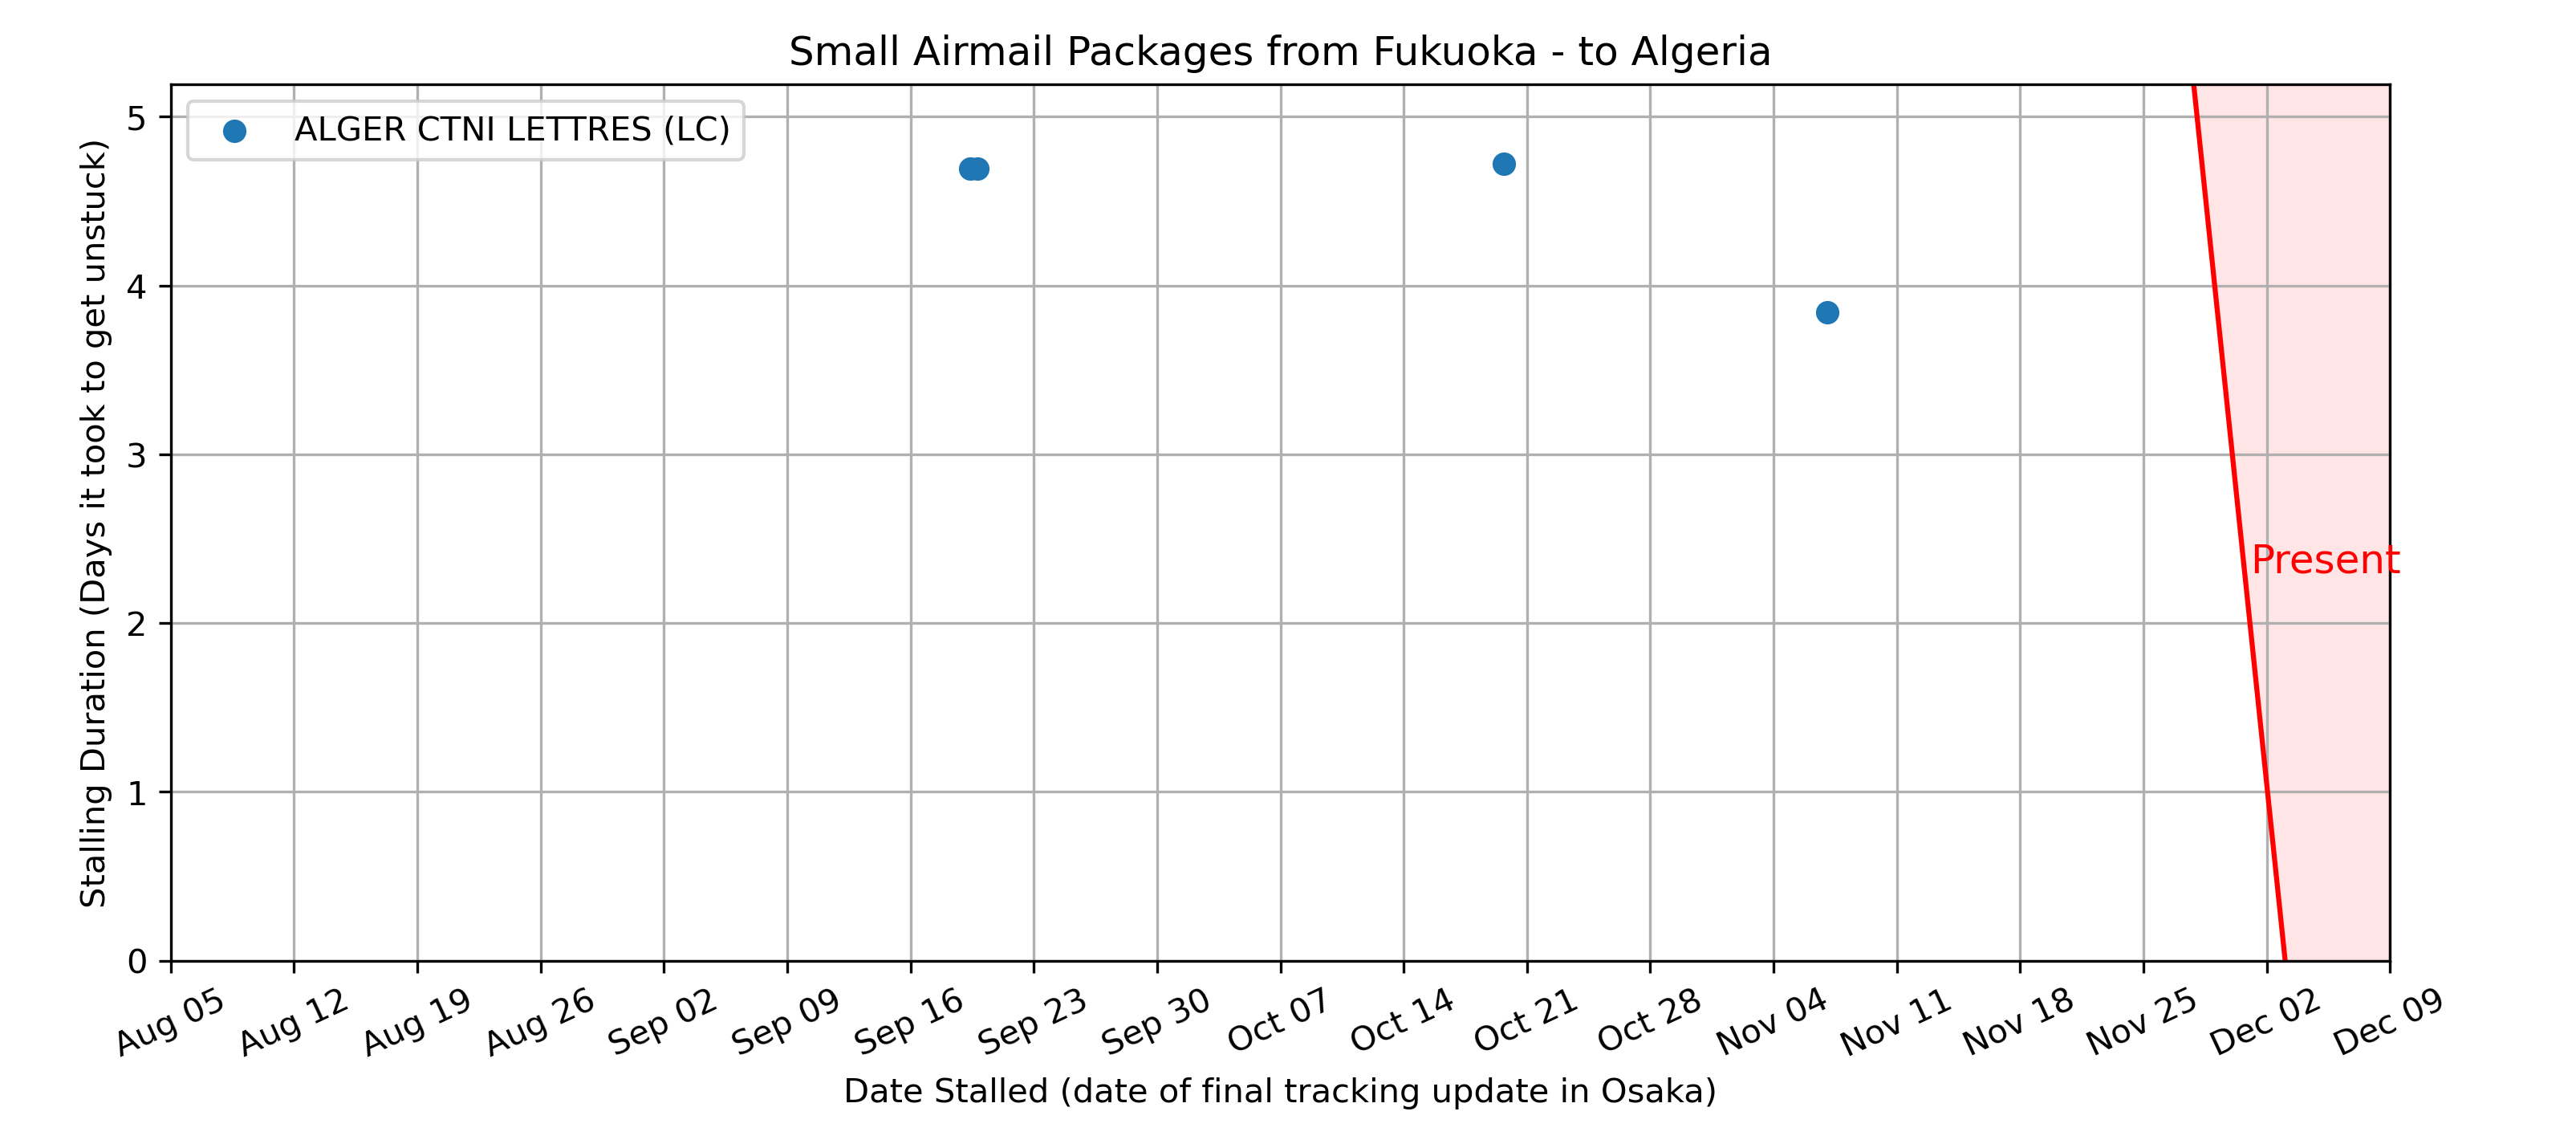 Small Airmail Packages from Fukuoka - to Algeria
ALGER CTNI LETTRES (LC)
Stalling Duration (Days it took to get unstuck)
5
4
3
2
1
0
Present
Aug 05
Aug 12
Aug 19
Aug 26
Sep 02
Sep 09
Sep 16
Sep 23
Sep 30
Oct 07
Oct 14
Oct 21
Oct 28
Nov 04
Nov 11
Nov 18
Nov 25
Dec 02
Dec 09
Date Stalled (date of final tracking update in Osaka)